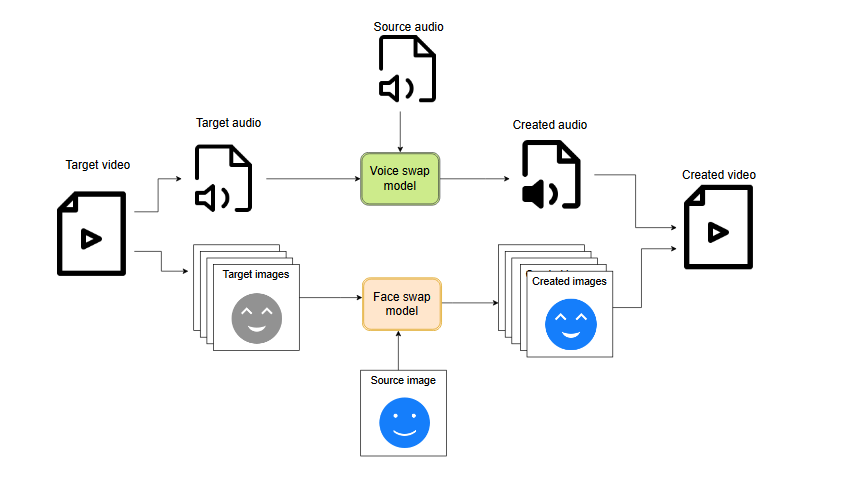 Source audio
Target audio
Created audio
Target video
Voice swap
model
Created video
Target images
Created images
Face swap
model
Source image